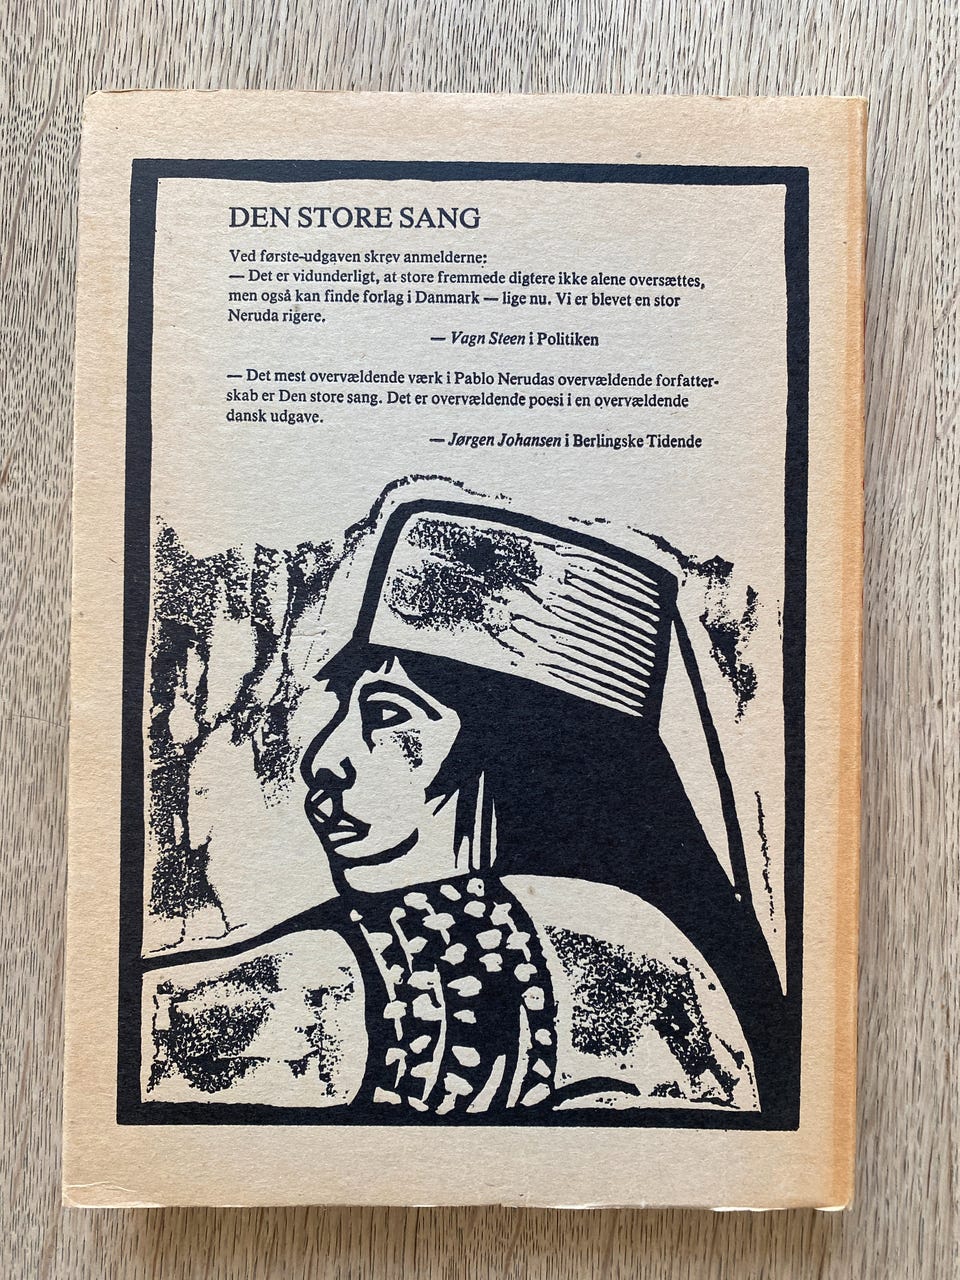 DEN STORE SANG
Ved første-udgaven skrev anmelderne:
— Det er vidunderligt, at store fremmede digtere ikke alene oversættes,
men også kan finde forlag i Danmark — lige nu. Vi er blevet en stor
Neruda rigere.
— Vagn Steen i Politiken
— Det mest overvældende værk i Pablo Nerudas overvældende forfatter-
skab er Den store sang. Det er overvældende poesi i en overvældende
dansk udgave.
— Jørgen Johansen i Berlingske Tidende